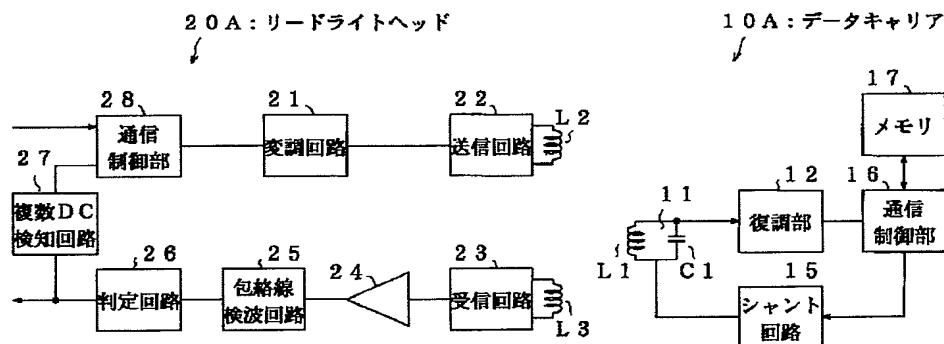 ２０Ａ：リードライトヘッド
１０Ａ：データキャリア
２８
通信
制御部
２１
変調回路
２２
送信回路
Ｌ２
２７
複数ＤＣ
検知回路
２６
判定回路
２５
包絡線
検波回路
２４
２３
受信回路
Ｌ３
１７
メモリ
１１
Ｌ１
Ｃ１
１２
復調部
１６
通信
制御部
１５
シャント
回路